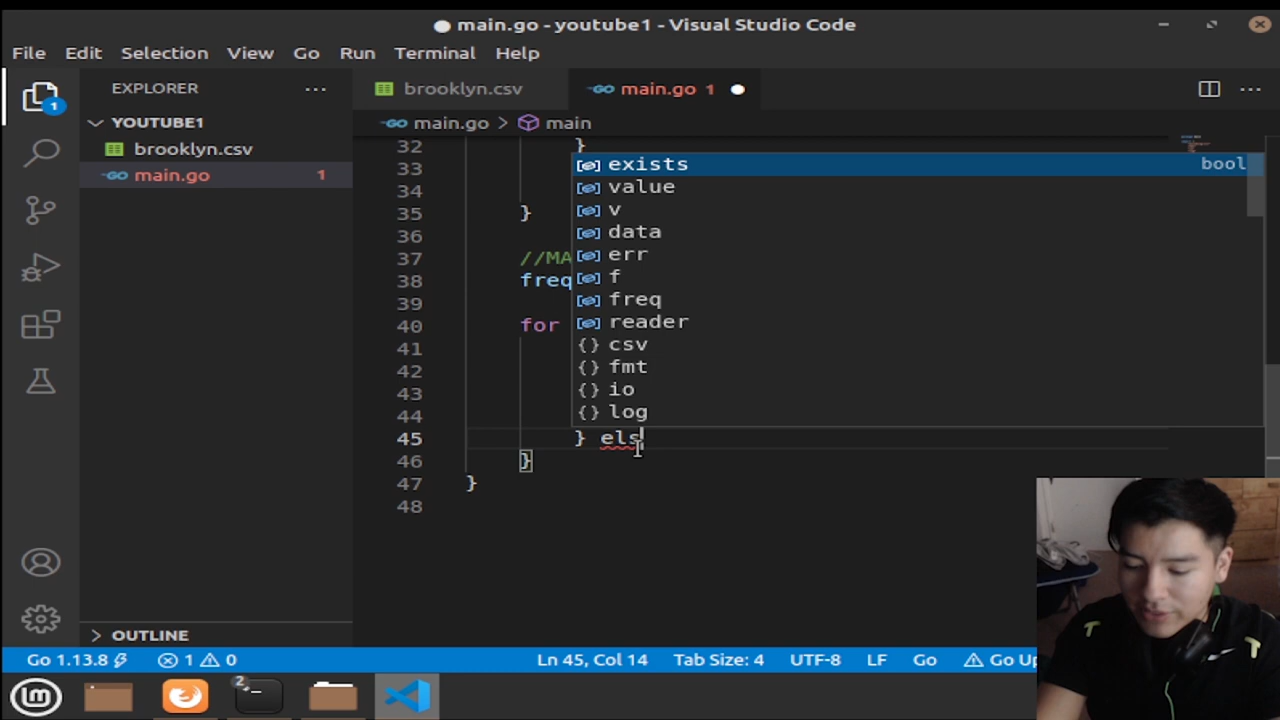 main.go - youtube1 - Visual Studio Code
File Edit Selection View Go Run Terminal Help
EXPLORER
brooklyn.csv
main.go 1
YOUTUBE1
main.go > main
brooklyn.csv
main.go 1
32 }
33
34
35 }
36
37 //MA
38 freq
39
40 for
41
42
43
44
45 } els
46 }
47 }
48
exists bool
value
v
data
err
f
freq
reader
{} csv
{} fmt
{} io
{} log
1
OUTLINE
Go 1.13.8 1 0 Ln 45, Col 14 Tab Size: 4 UTF-8 LF Go Go Up
2